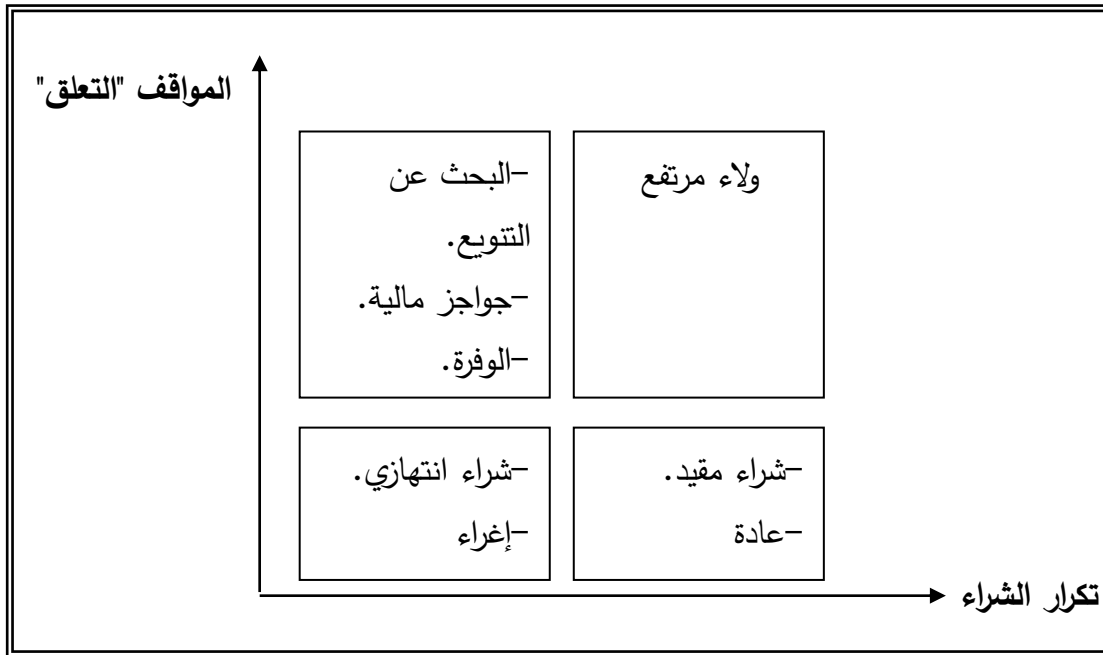 المواقف "التعلق"
ولاء مرتفع
-البحث عن
التنويع.
-جواجز مالية.
-الوفرة.
-شراء مقيد.
-عادة
-شراء انتهازي.
-إغراء
تكرار الشراء